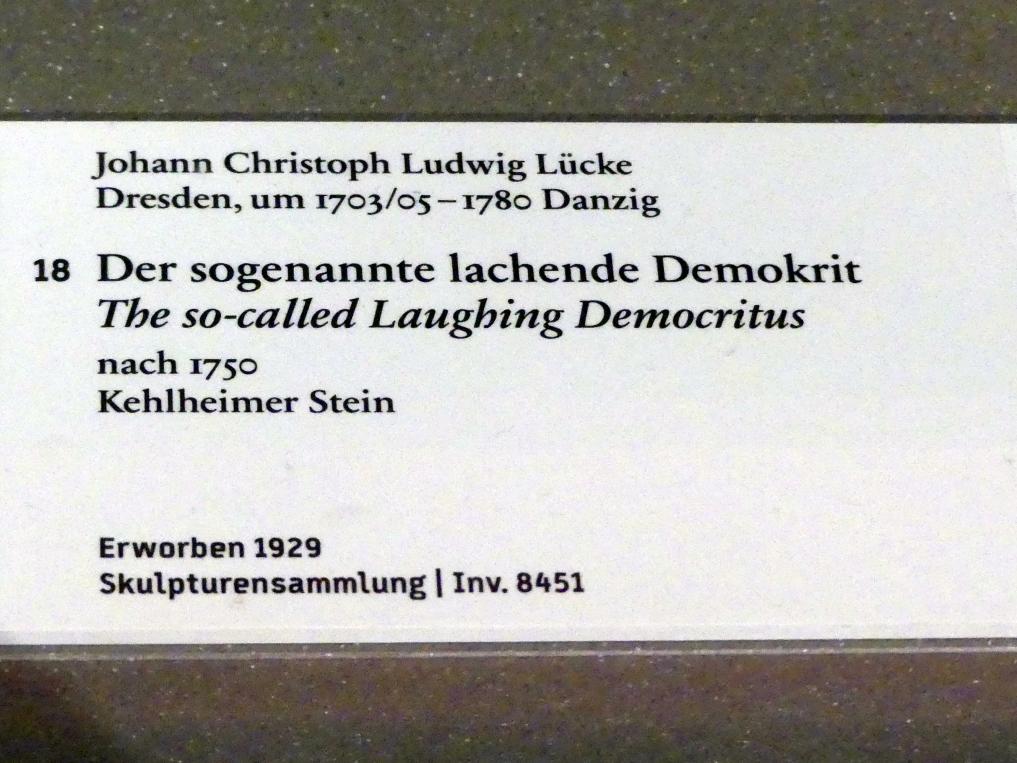 Johann Christoph Ludwig Lücke
Dresden, um 1703/05 – 1780 Danzig
18 Der sogenannte lachende Demokrit
The so-called Laughing Democritus
nach 1750
Kehlheimer Stein
Erworben 1929
Skulpturensammlung | Inv. 8451